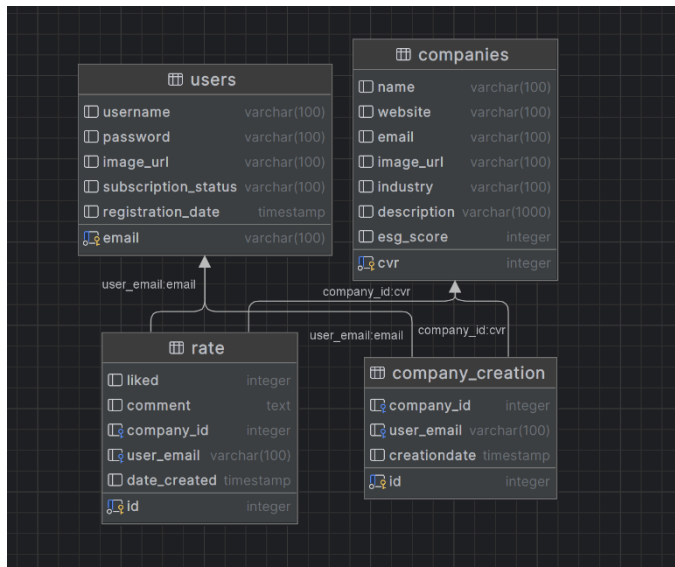 users
username varchar(100)
password varchar(100)
image_url varchar(100)
subscription_status varchar(100)
registration_date timestamp
email varchar(100)
companies
name varchar(100)
website varchar(100)
email varchar(100)
image_url varchar(100)
industry varchar(100)
description varchar(1000)
esg_score integer
cvr integer
user_email:email
company_id:cvr
user_email:email
company_id:cvr
rate
liked integer
comment text
company_id integer
user_email varchar(100)
date_created timestamp
id integer
company_creation
company_id integer
user_email varchar(100)
creationdate timestamp
id integer